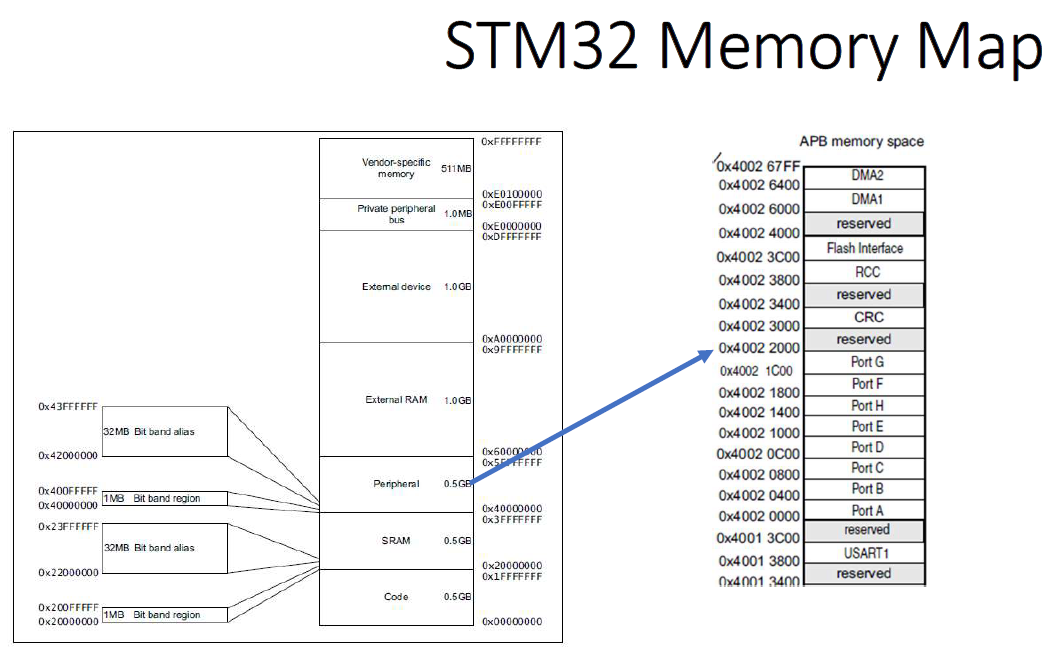 STM32 Memory Map
0xFFFFFFFF
Vendor-specific
memory
511MB
0xE0100000
0xE00FFFFF
Private peripheral
bus
1.0MB
0xE0000000
0xDFFFFFFF
External device 1.0GB
0xA0000000
0x9FFFFFFF
External RAM 1.0GB
0x60000000
0x5FFFFFFF
Peripheral 0.5GB
0x40000000
0x3FFFFFFF
SRAM 0.5GB
0x20000000
0x1FFFFFFF
Code 0.5GB
0x00000000
0x43FFFFFF
32MB Bit band alias
0x42000000
0x400FFFFF
1MB Bit band region
0x40000000
0x23FFFFFF
32MB Bit band alias
0x22000000
0x200FFFFF
1MB Bit band region
0x20000000
APB memory space
0x4002 67FF
DMA2
0x4002 6400
DMA1
0x4002 6000
reserved
0x4002 4000
Flash Interface
0x4002 3C00
RCC
0x4002 3800
reserved
0x4002 3400
CRC
0x4002 3000
reserved
0x4002 2000
Port G
0x4002 1C00
Port F
0x4002 1800
Port H
0x4002 1400
Port E
0x4002 1000
Port D
0x4002 0C00
Port C
0x4002 0800
Port B
0x4002 0400
Port A
0x4002 0000
reserved
0x4001 3C00
USART1
0x4001 3800
reserved
0x4001 3400